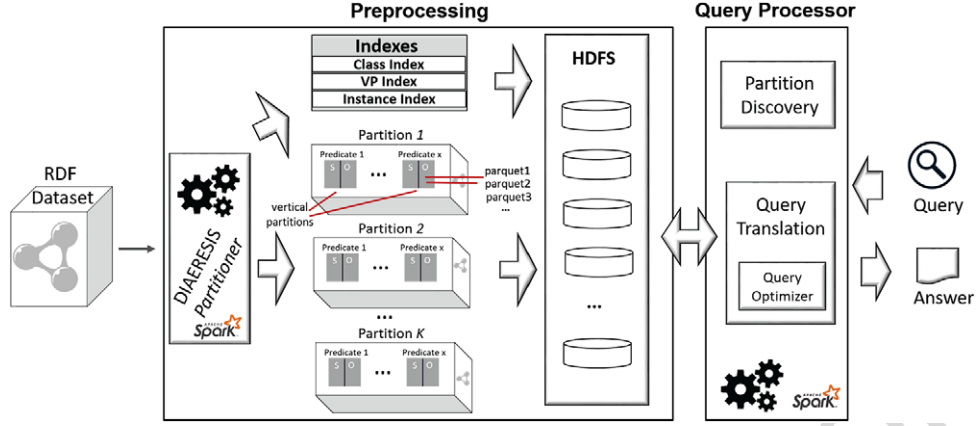 Preprocessing
Query Processor
Indexes
Class Index
VP Index
Instance Index
HDFS
Partition
Discovery
Partition 1
Predicate 1
Predicate x
S O
...
S O
parquet1
parquet2
parquet3
...
vertical
partitions
RDF
Dataset
DIAERESIS
Partitioner
APACHE
Spark
Partition 2
Predicate 1
Predicate x
S O
...
S O
...
Partition K
Predicate 1
Predicate x
S O
...
S O
...
Query
Translation
Query
Optimizer
Query
Answer
APACHE
Spark